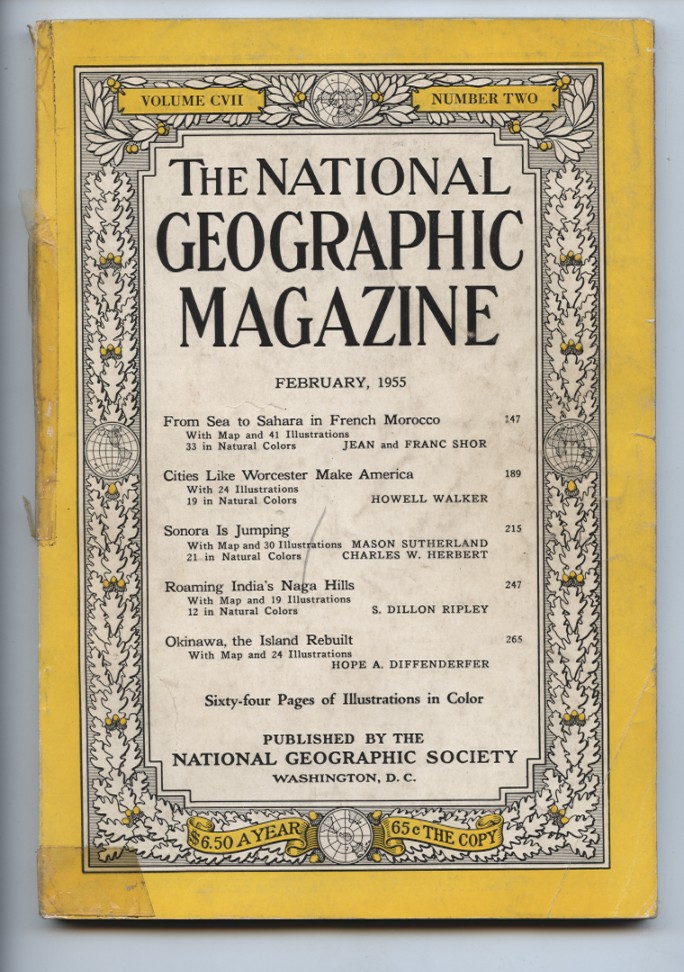 VOLUME CVII
NUMBER TWO
THE NATIONAL
GEOGRAPHIC
MAGAZINE
FEBRUARY, 1955
From Sea to Sahara in French Morocco 147
With Map and 41 Illustrations
33 in Natural Colors JEAN and FRANC SHOR
Cities Like Worcester Make America 189
With 24 Illustrations
19 in Natural Colors HOWELL WALKER
Sonora Is Jumping 215
With Map and 30 Illustrations MASON SUTHERLAND
21 in Natural Colors CHARLES W. HERBERT
Roaming India's Naga Hills 247
With Map and 19 Illustrations
12 in Natural Colors S. DILLON RIPLEY
Okinawa, the Island Rebuilt 265
With Map and 24 Illustrations
HOPE A. DIFFENDERFER
Sixty-four Pages of Illustrations in Color
PUBLISHED BY THE
NATIONAL GEOGRAPHIC SOCIETY
WASHINGTON, D. C.
$6.50 A YEAR
65c THE COPY